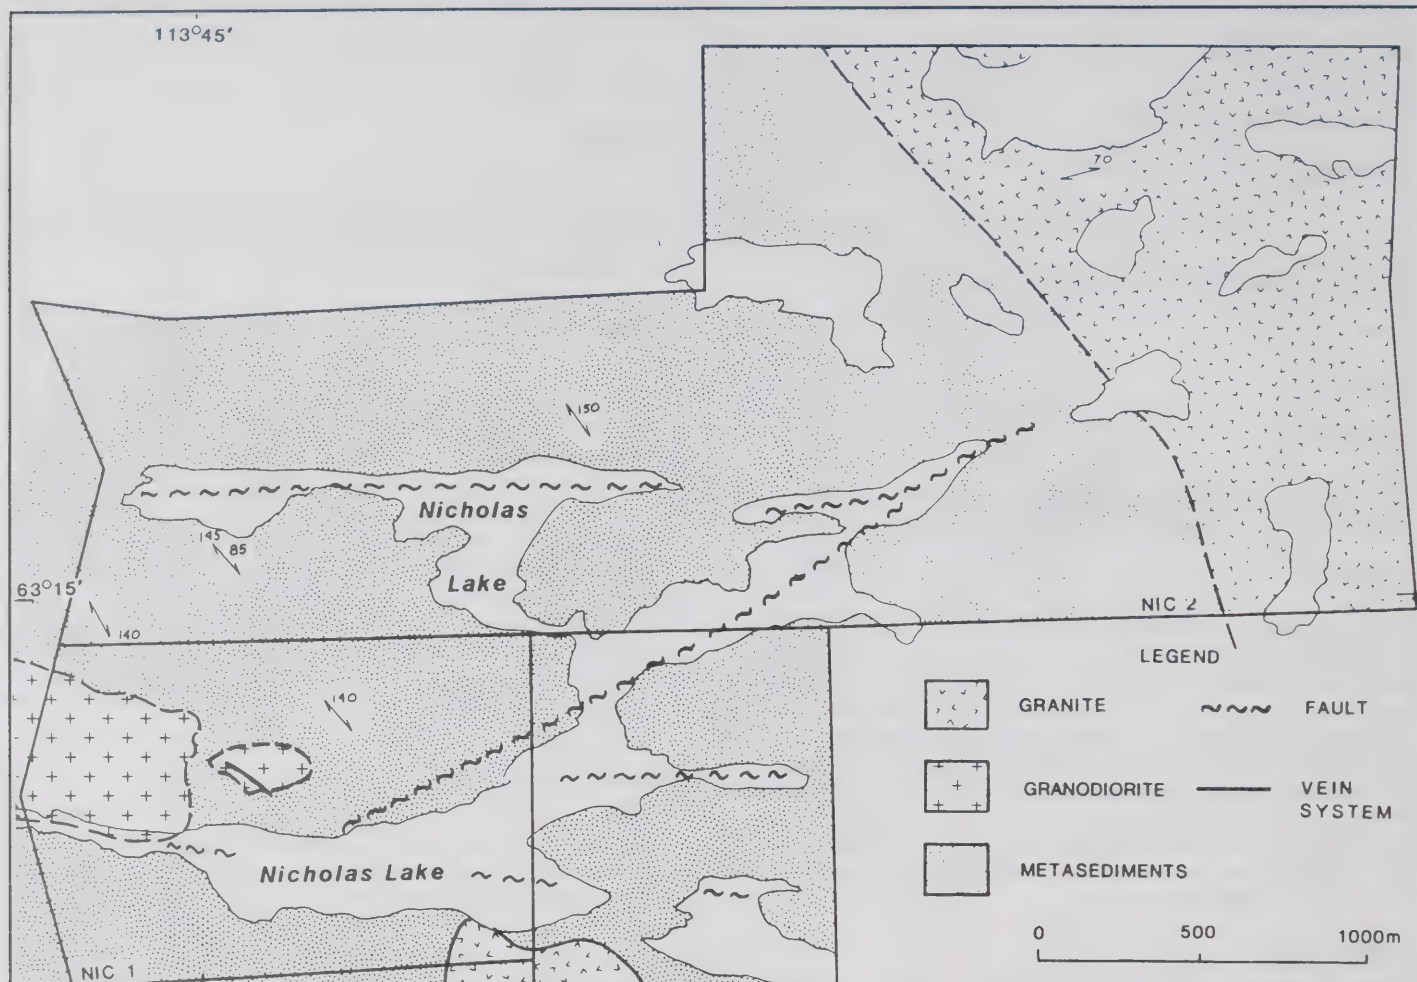 113°45'
70
150
Nicholas
145
85
Lake
63°15'
140
NIC 2
LEGEND
140
GRANITE
FAULT
GRANODIORITE
VEIN
SYSTEM
METASEDIMENTS
Nicholas Lake
0 500 1000m
NIC 1